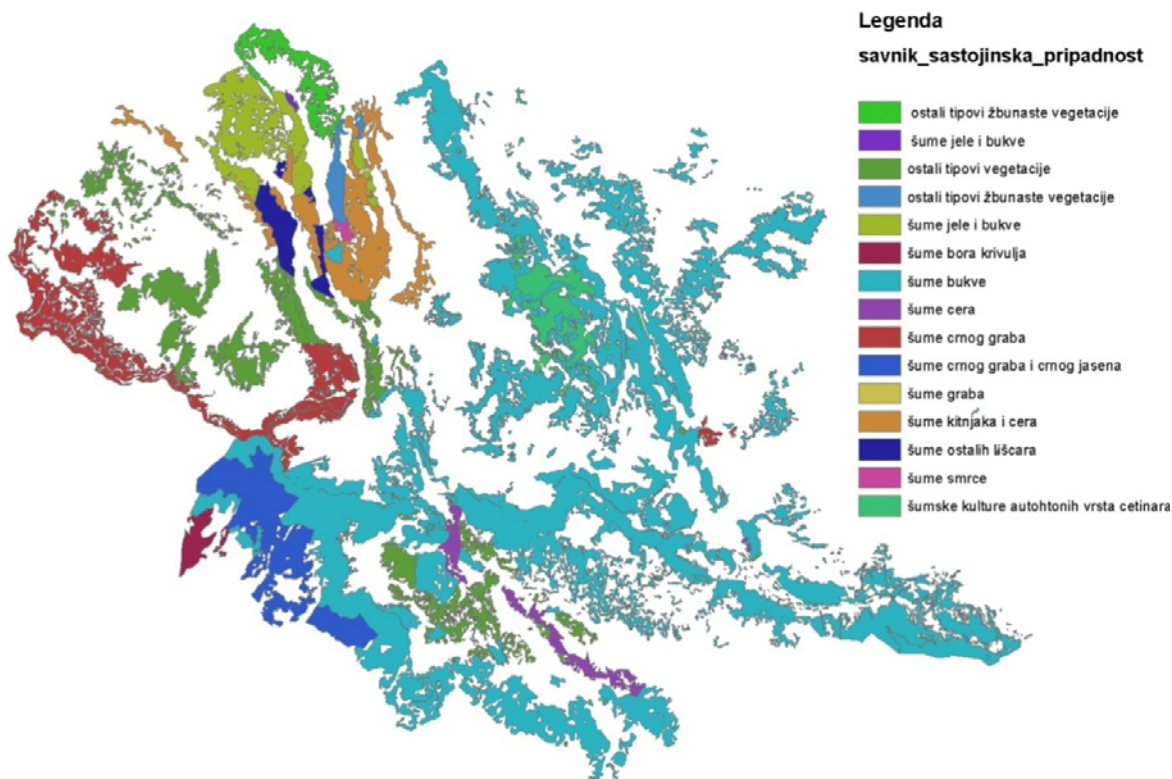 Legenda
savnik_sastojinska_pripadnost
ostali tipovi žbunaste vegetacije
šume jele i bukve
ostali tipovi vegetacije
ostali tipovi žbunaste vegetacije
šume jele i bukve
šume bora krivulja
šume bukve
šume cera
šume crnog graba
šume crnog graba i crnog jasena
šume graba
šume kitnjaka i cera
šume ostalih lišcara
šume smrce
šumske kulture autohtonih vrsta cetinara